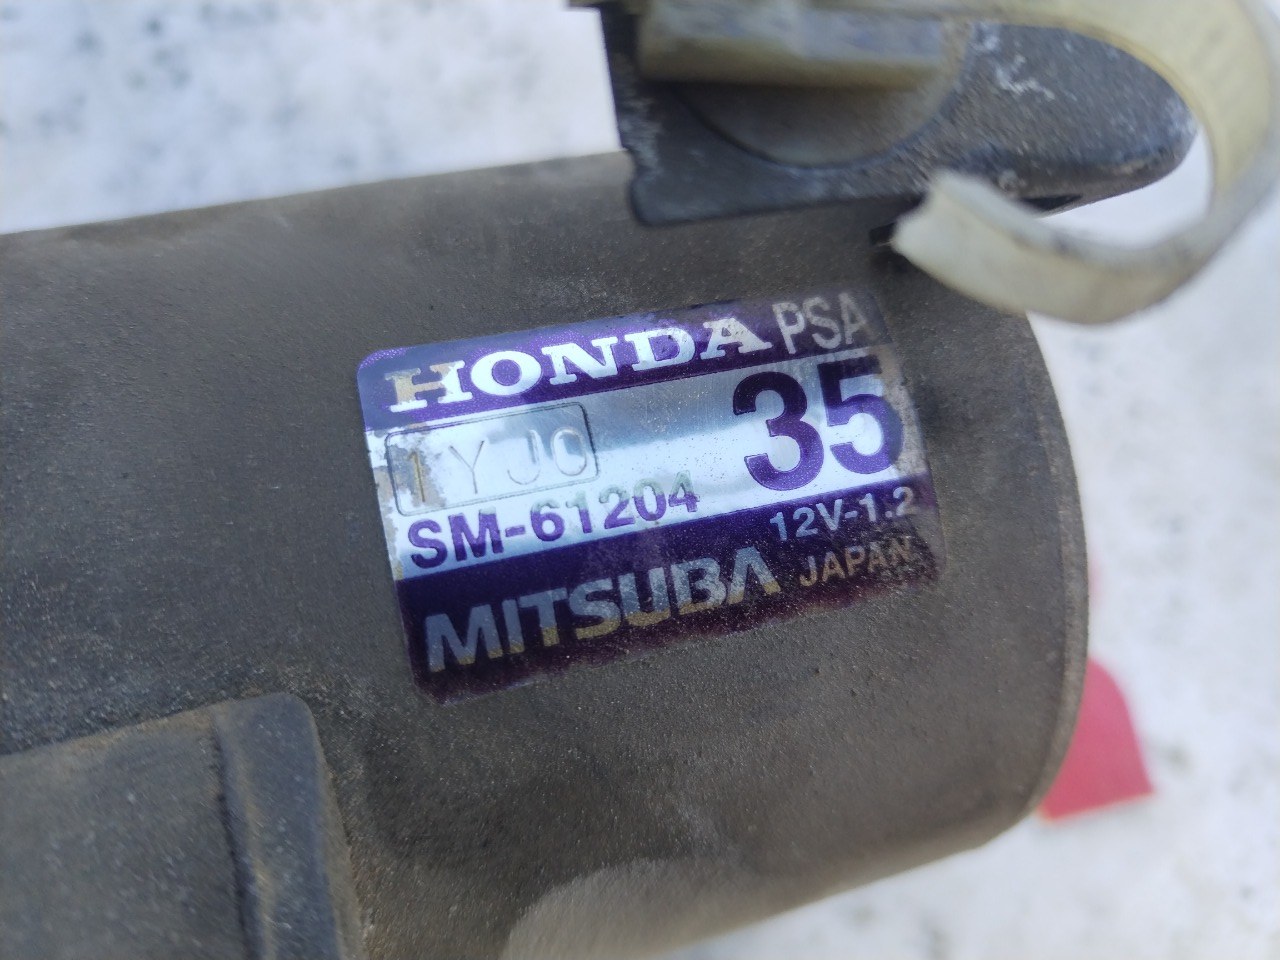 HONDA PSA
1YJ0 35
SM-61204 12V-1.2
MITSUBA JAPAN